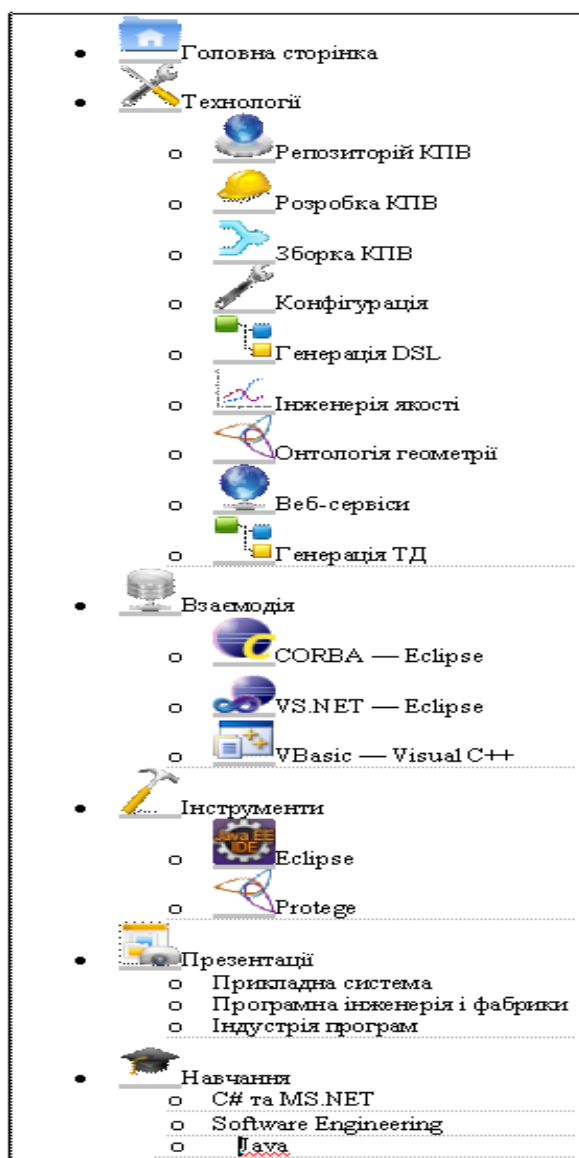 Головна сторінка
Технології
Репозиторій КПВ
Розробка КПВ
Зборка КПВ
Конфігурація
Генерація DSL
Інженерія якості
Онтологія геометрії
Веб-сервіси
Генерація ТД
Взаємодія
CORBA — Eclipse
VS.NET — Eclipse
VBasic — Visual C++
Інструменти
Java EE
IDE
Eclipse
Protege
Презентації
Прикладна система
Програмна інженерія і фабрики
Індустрія програм
Навчання
C# та MS.NET
Software Engineering
Java